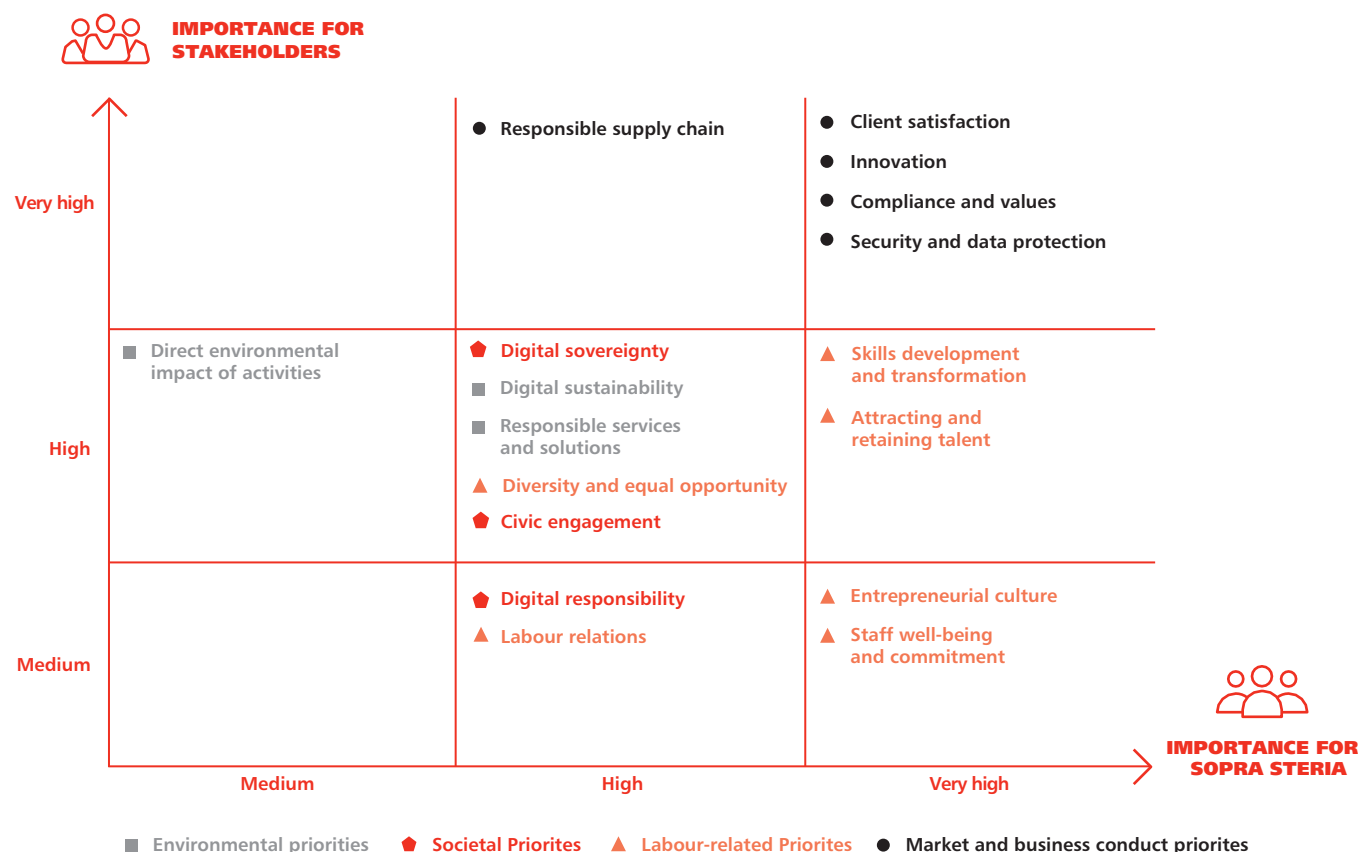 IMPORTANCE FOR
STAKEHOLDERS
Very high
Responsible supply chain
Client satisfaction
Innovation
Compliance and values
Security and data protection
High
Direct environmental
impact of activities
Digital sovereignty
Digital sustainability
Responsible services
and solutions
Diversity and equal opportunity
Civic engagement
Skills development
and transformation
Attracting and
retaining talent
Medium
Digital responsibility
Labour relations
Entrepreneurial culture
Staff well-being
and commitment
IMPORTANCE FOR
SOPRA STERIA
Medium
High
Very high
Environmental priorities
Societal Priorites
Labour-related Priorites
Market and business conduct priorites